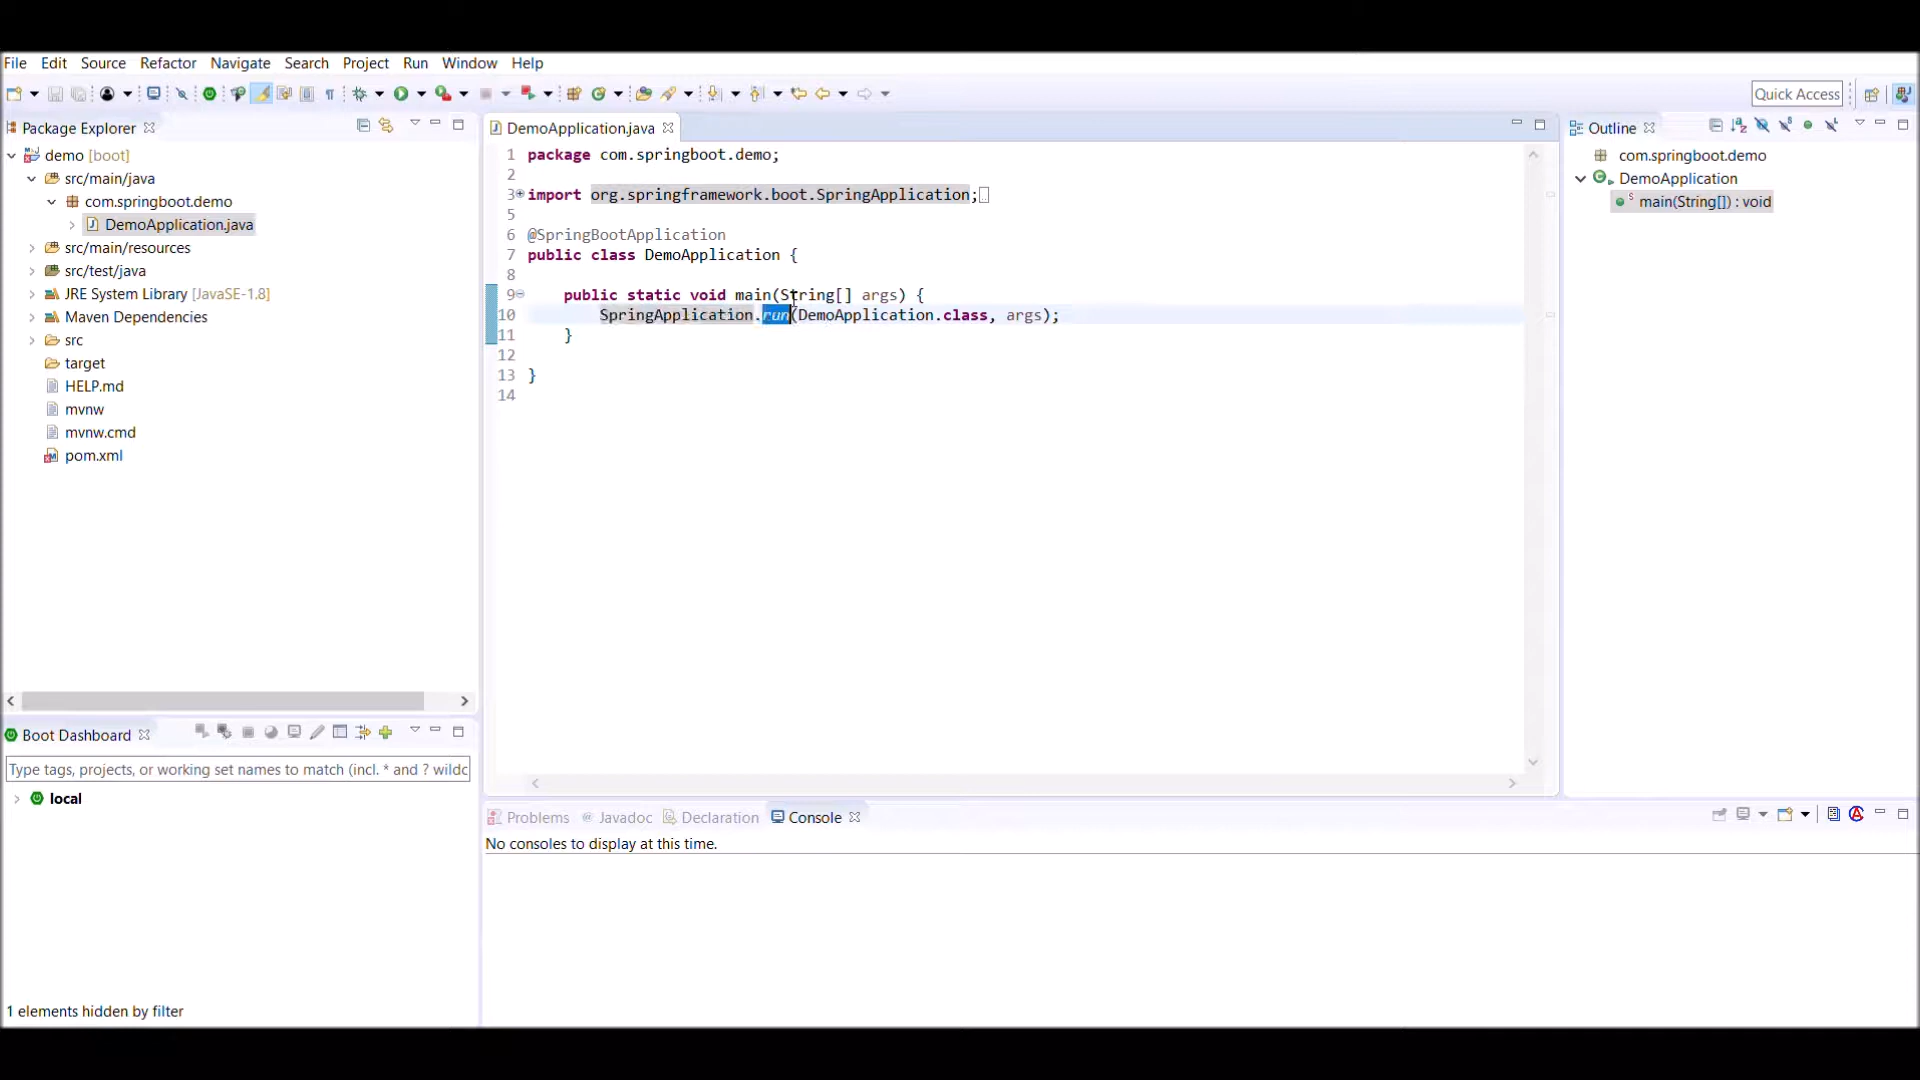 File Edit Source Refactor Navigate Search Project Run Window Help
Quick Access
Package Explorer
demo [boot]
src/main/java
com.springboot.demo
DemoApplication.java
src/main/resources
src/test/java
JRE System Library [JavaSE-1.8]
Maven Dependencies
src
target
HELP.md
mvnw
mvnw.cmd
pom.xml
Boot Dashboard
Type tags, projects, or working set names to match (incl. * and ? wildc
local
1 elements hidden by filter
DemoApplication.java
1 package com.springboot.demo;
2
3 import org.springframework.boot.SpringApplication;
5
6 @SpringBootApplication
7 public class DemoApplication {
8
9 public static void main(String[] args) {
10 SpringApplication.run(DemoApplication.class, args);
11 }
12
13 }
14
Problems @ Javadoc Declaration Console
No consoles to display at this time.
Outline
com.springboot.demo
DemoApplication
main(String[]) : void